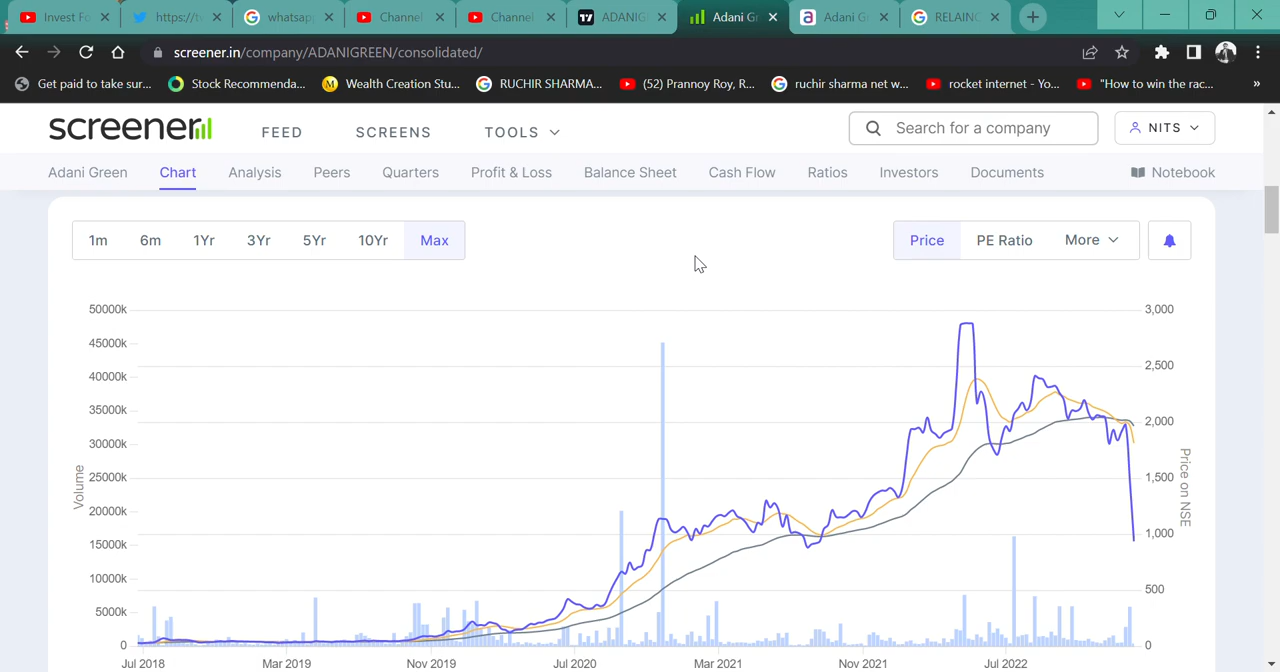 Invest Fo
https://t
whatsap
Channel
Channel
ADANIG
Adani Gr
Adani G
RELAINC
screener.in/company/ADANIGREEN/consolidated/
Get paid to take sur...
Stock Recommenda...
Wealth Creation Stu...
RUCHIR SHARMA...
(52) Prannoy Roy, R...
ruchir sharma net w...
rocket internet - Yo...
"How to win the rac...
»
screener
FEED
SCREENS
TOOLS
Search for a company
NITS
Adani Green
Chart
Analysis
Peers
Quarters
Profit & Loss
Balance Sheet
Cash Flow
Ratios
Investors
Documents
Notebook
1m
6m
1Yr
3Yr
5Yr
10Yr
Max
Price
PE Ratio
More
50000k
45000k
40000k
35000k
30000k
25000k
20000k
15000k
10000k
5000k
0
Volume
3,000
2,500
2,000
1,500
1,000
500
0
Price on NSE
Jul 2018
Mar 2019
Nov 2019
Jul 2020
Mar 2021
Nov 2021
Jul 2022